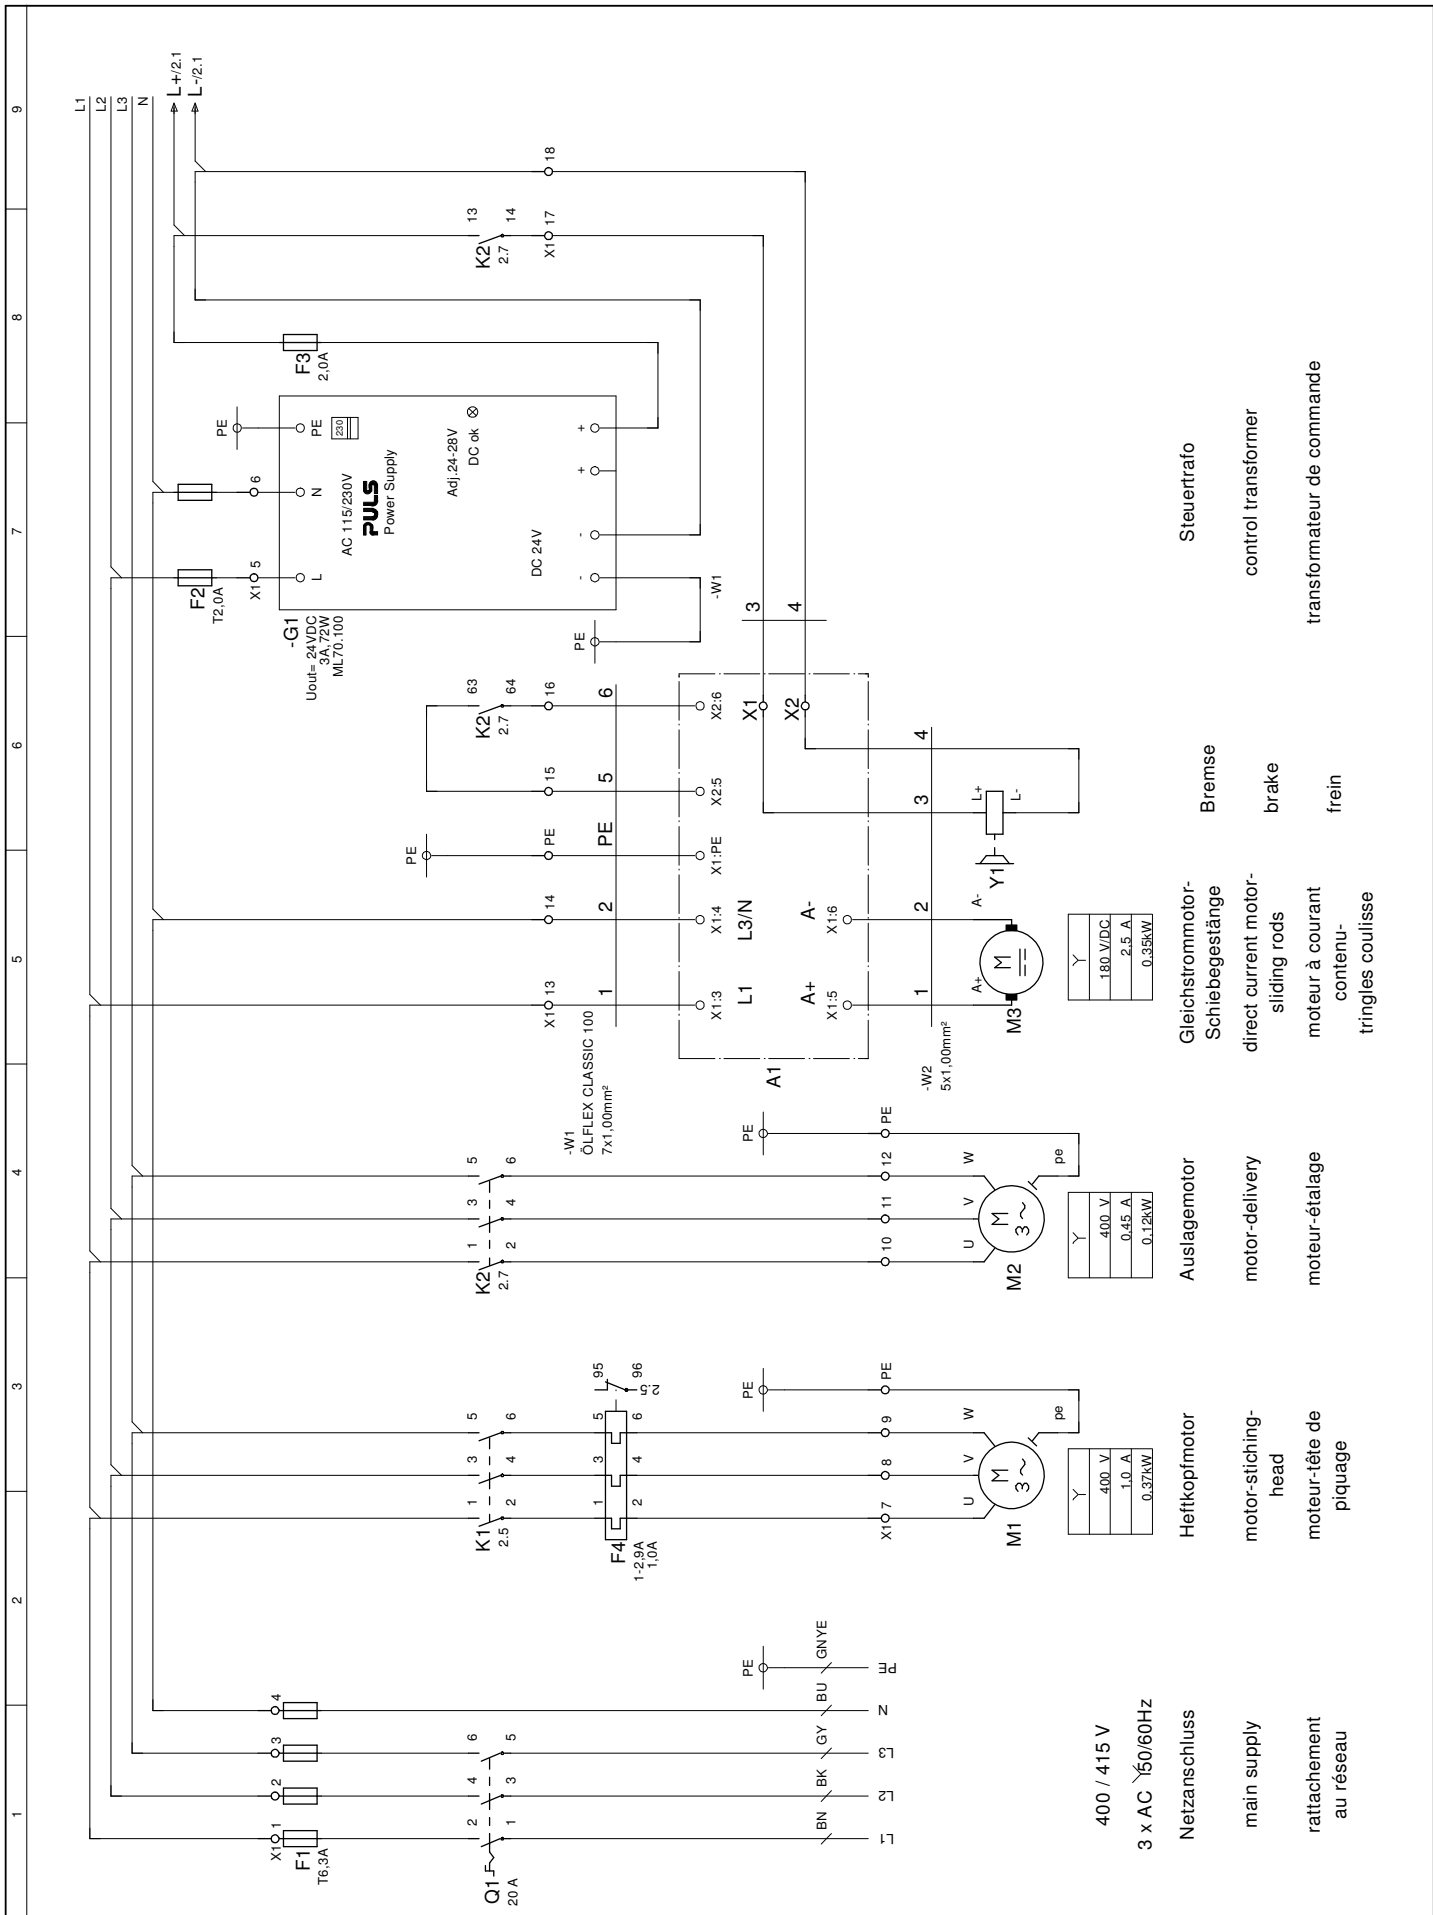 1
2
3
4
5
6
7
8
9
L1
L2
L3
N
L+/2.1
L-/2.1
X1
1
2
3
4
F1
T6,3A
Q1
20 A
2
4
6
1
3
5
BN
BK
GY
BU
GNYE
L1
L2
L3
N
PE
PE
400 / 415 V
3 x AC 50/60Hz
Netzanschluss
main supply
rattachement
au réseau
K1
2.5
1
3
5
2
4
6
F4
1-2,9A
1,0A
1
3
5
2
4
6
95
96
2.5
PE
X1
7
8
9
PE
U
V
W
pe
M
3~
M1
Y
400 V
1,0 A
0,37kW
Heftkopfmotor
motor-stiching-
head
moteur-tête de
piquage
K2
2.7
1
3
5
2
4
6
PE
10
11
12
PE
U
V
W
pe
M
3~
M2
Y
400 V
0,45 A
0,12kW
Auslagemotor
motor-delivery
moteur-étalage
X1
13
14
PE
PE
15
16
K2
2.7
63
64
-W1
ÖLFLEX CLASSIC 100
7x1,00mm²
1
2
PE
5
6
X1:3
X1:4
X1:PE
X2:5
X2:6
L1
L3/N
A1
A+
A-
X1:5
X1:6
X1
X2
-W2
5x1,00mm²
1
2
3
4
A+
A-
M
M3
Y1
L+
L-
Y
180 V/DC
2,5 A
0,35kW
Gleichstrommotor-
Schiebegestänge
direct current motor-
sliding rods
moteur à courant
contenu-
tringles coulisse
Bremse
brake
frein
F2
T2,0A
X1
5
6
PE
-G1
Uout= 24VDC
3A,72W
ML70.100
L
N
PE
230
AC 115/230V
PULS
Power Supply
Adj.24-28V
DC ok
DC 24V
-
-
+
+
PE
-W1
3
4
F3
2,0A
K2
2.7
13
14
X1
17
18
Steuertrafo
control transformer
transformateur de commande